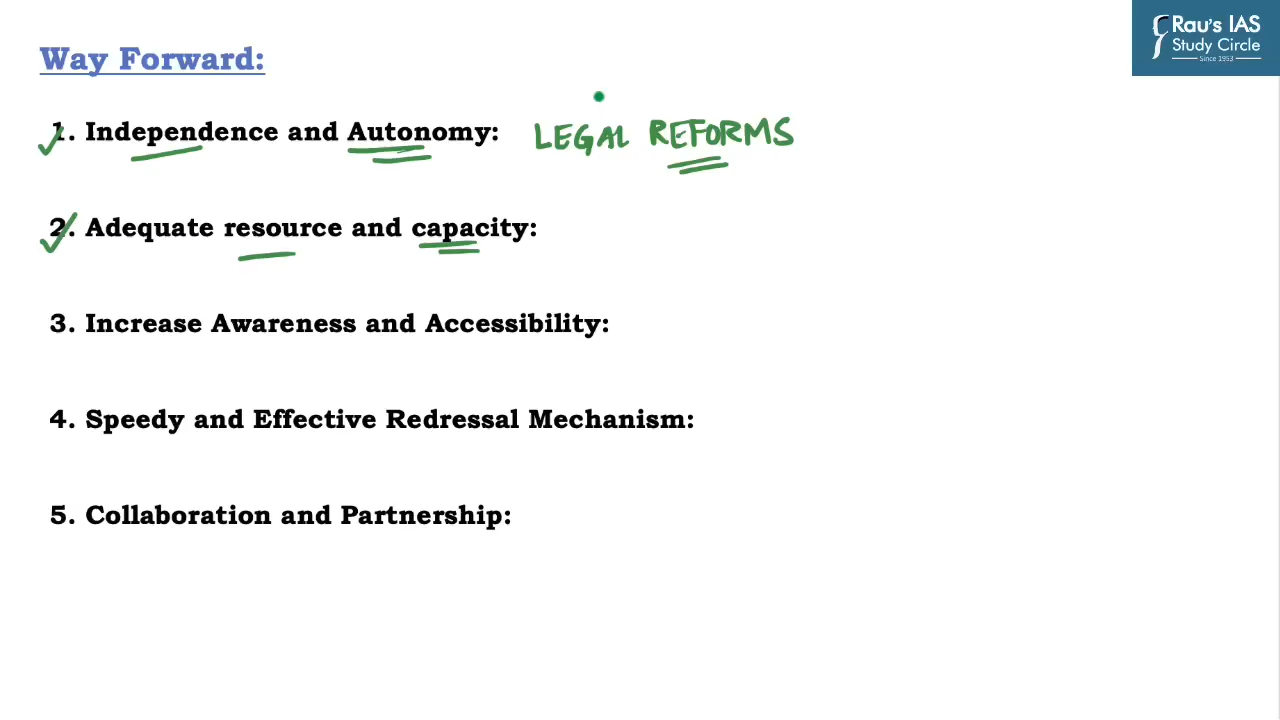 Rau's IAS
Study Circle
Since 1953
Way Forward:
1. Independence and Autonomy: LEGAL REFORMS
2. Adequate resource and capacity:
3. Increase Awareness and Accessibility:
4. Speedy and Effective Redressal Mechanism:
5. Collaboration and Partnership: